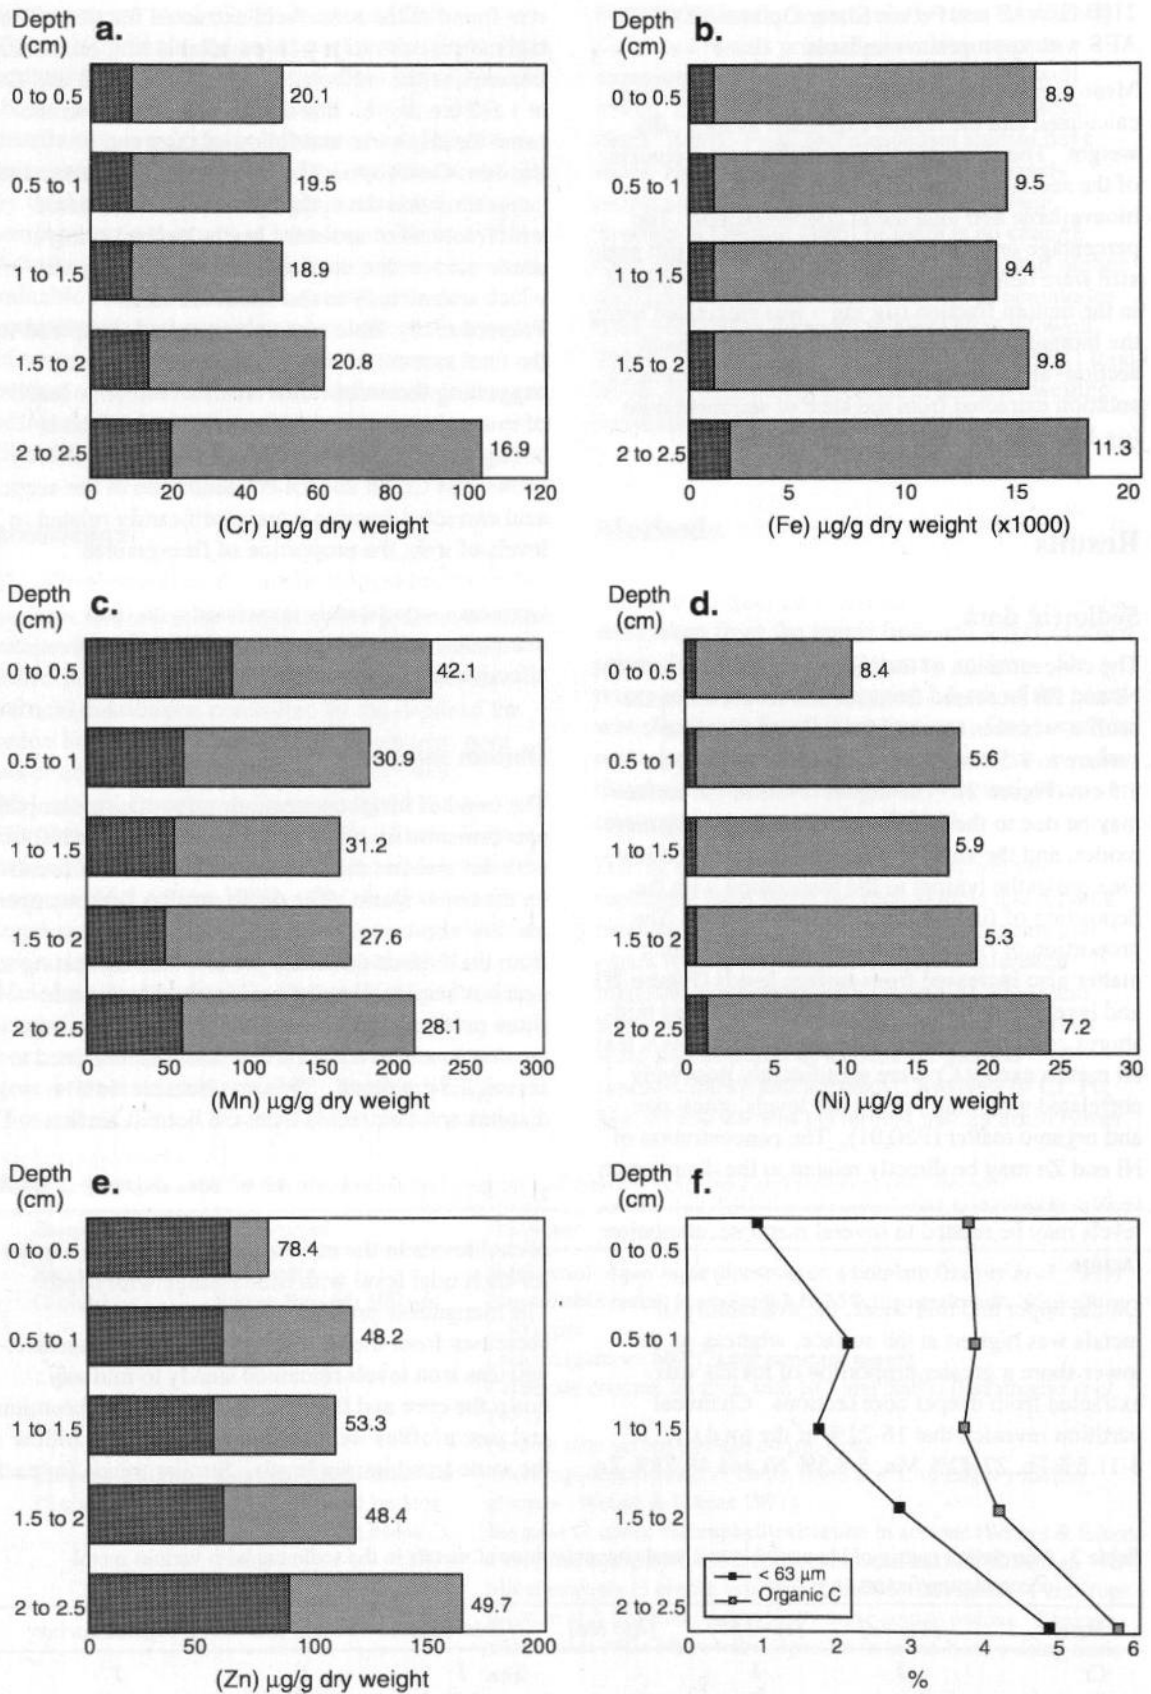 Depth
(cm)
a.
0 to 0.5
20.1
0.5 to 1
19.5
1 to 1.5
18.9
1.5 to 2
20.8
2 to 2.5
16.9
0 20 40 60 80 100 120
(Cr) µg/g dry weight
Depth
(cm)
b.
0 to 0.5
8.9
0.5 to 1
9.5
1 to 1.5
9.4
1.5 to 2
9.8
2 to 2.5
11.3
0 5 10 15 20
(Fe) µg/g dry weight (x1000)
Depth
(cm)
c.
0 to 0.5
42.1
0.5 to 1
30.9
1 to 1.5
31.2
1.5 to 2
27.6
2 to 2.5
28.1
0 50 100 150 200 250 300
(Mn) µg/g dry weight
Depth
(cm)
d.
0 to 0.5
8.4
0.5 to 1
5.6
1 to 1.5
5.9
1.5 to 2
5.3
2 to 2.5
7.2
0 5 10 15 20 25 30
(Ni) µg/g dry weight
Depth
(cm)
e.
0 to 0.5
78.4
0.5 to 1
48.2
1 to 1.5
53.3
1.5 to 2
48.4
2 to 2.5
49.7
0 50 100 150 200
(Zn) µg/g dry weight
Depth
(cm)
f.
0 to 0.5
0.5 to 1
1 to 1.5
1.5 to 2
2 to 2.5
< 63 µm
Organic C
0 1 2 3 4 5 6
%